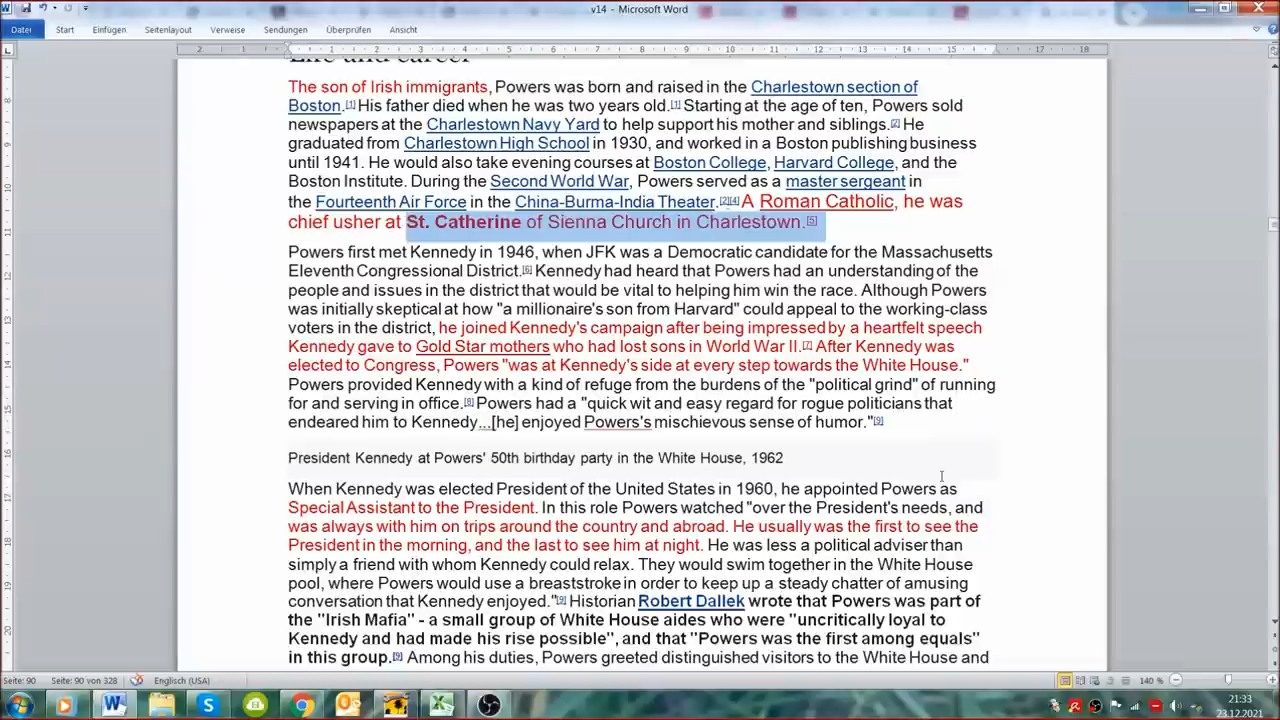 v14 - Microsoft Word
Datei Start Einfügen Seitenlayout Verweise Sendungen Überprüfen Ansicht
2 1 1 2 3 4 5 6 7 8 9 10 11 12 13 14 15 16 17 18
Life and career
The son of Irish immigrants, Powers was born and raised in the Charlestown section of
Boston.[1] His father died when he was two years old.[1] Starting at the age of ten, Powers sold
newspapers at the Charlestown Navy Yard to help support his mother and siblings.[2] He
graduated from Charlestown High School in 1930, and worked in a Boston publishing business
until 1941. He would also take evening courses at Boston College, Harvard College, and the
Boston Institute. During the Second World War, Powers served as a master sergeant in
the Fourteenth Air Force in the China-Burma-India Theater.[2][4] A Roman Catholic, he was
chief usher at St. Catherine of Sienna Church in Charlestown.[5]
Powers first met Kennedy in 1946, when JFK was a Democratic candidate for the Massachusetts
Eleventh Congressional District.[6] Kennedy had heard that Powers had an understanding of the
people and issues in the district that would be vital to helping him win the race. Although Powers
was initially skeptical at how "a millionaire's son from Harvard" could appeal to the working-class
voters in the district, he joined Kennedy's campaign after being impressed by a heartfelt speech
Kennedy gave to Gold Star mothers who had lost sons in World War II.[7] After Kennedy was
elected to Congress, Powers "was at Kennedy's side at every step towards the White House."
Powers provided Kennedy with a kind of refuge from the burdens of the "political grind" of running
for and serving in office.[8] Powers had a "quick wit and easy regard for rogue politicians that
endeared him to Kennedy...[he] enjoyed Powers's mischievous sense of humor."[9]
President Kennedy at Powers' 50th birthday party in the White House, 1962
When Kennedy was elected President of the United States in 1960, he appointed Powers as
Special Assistant to the President. In this role Powers watched "over the President's needs, and
was always with him on trips around the country and abroad. He usually was the first to see the
President in the morning, and the last to see him at night. He was less a political adviser than
simply a friend with whom Kennedy could relax. They would swim together in the White House
pool, where Powers would use a breaststroke in order to keep up a steady chatter of amusing
conversation that Kennedy enjoyed."[9] Historian Robert Dallek wrote that Powers was part of
the "Irish Mafia" - a small group of White House aides who were "uncritically loyal to
Kennedy and had made his rise possible", and that "Powers was the first among equals"
in this group.[9] Among his duties, Powers greeted distinguished visitors to the White House and
Seite: 90 Seite: 90 von 328 Englisch (USA) 140 %
21:33
23.12.2021